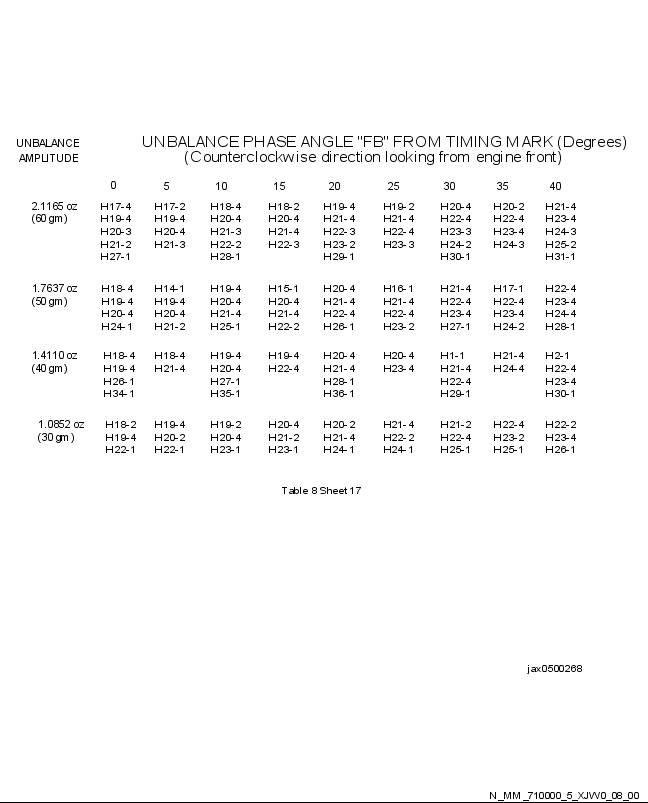 UNBALANCE PHASE ANGLE "FB" FROM TIMING MARK (Degrees)
UNBALANCE
AMPLITUDE
(Counterclockwise direction looking from engine front)
0 5 10 15 20 25 30 35 40
2.1165 oz H17-4 H17-2 H18-4 H18-2 H19-4 H19-2 H20-4 H20-2 H21-4
(60 gm) H19-4 H19-4 H20-4 H20-4 H21-4 H21-4 H22-4 H22-4 H23-4
H20-3 H20-4 H21-3 H21-4 H22-3 H22-4 H23-3 H23-4 H24-3
H21-2 H21-3 H22-2 H22-3 H23-2 H23-3 H24-2 H24-3 H25-2
H27-1 H28-1 H29-1 H30-1 H31-1
1.7637 oz H18-4 H14-1 H19-4 H15-1 H20-4 H16-1 H21-4 H17-1 H22-4
(50 gm) H19-4 H19-4 H20-4 H20-4 H21-4 H21-4 H22-4 H22-4 H23-4
H20-4 H20-4 H21-4 H21-4 H22-4 H22-4 H23-4 H23-4 H24-4
H24-1 H21-2 H25-1 H22-2 H26-1 H23-2 H27-1 H24-2 H28-1
1.4110 oz H18-4 H18-4 H19-4 H19-4 H20-4 H20-4 H1-1 H21-4 H2-1
(40 gm) H19-4 H21-4 H20-4 H22-4 H21-4 H23-4 H21-4 H24-4 H22-4
H26-1 H27-1 H28-1 H22-4 H23-4
H34-1 H35-1 H36-1 H29-1 H30-1
1.0852 oz H18-2 H19-4 H19-2 H20-4 H20-2 H21-4 H21-2 H22-4 H22-2
(30 gm) H19-4 H20-2 H20-4 H21-2 H21-4 H22-2 H22-4 H23-2 H23-4
H22-1 H22-1 H23-1 H23-1 H24-1 H24-1 H25-1 H25-1 H26-1
Table 8 Sheet 17
jax0500268
N_MM_710000_5_XJW0_08_00